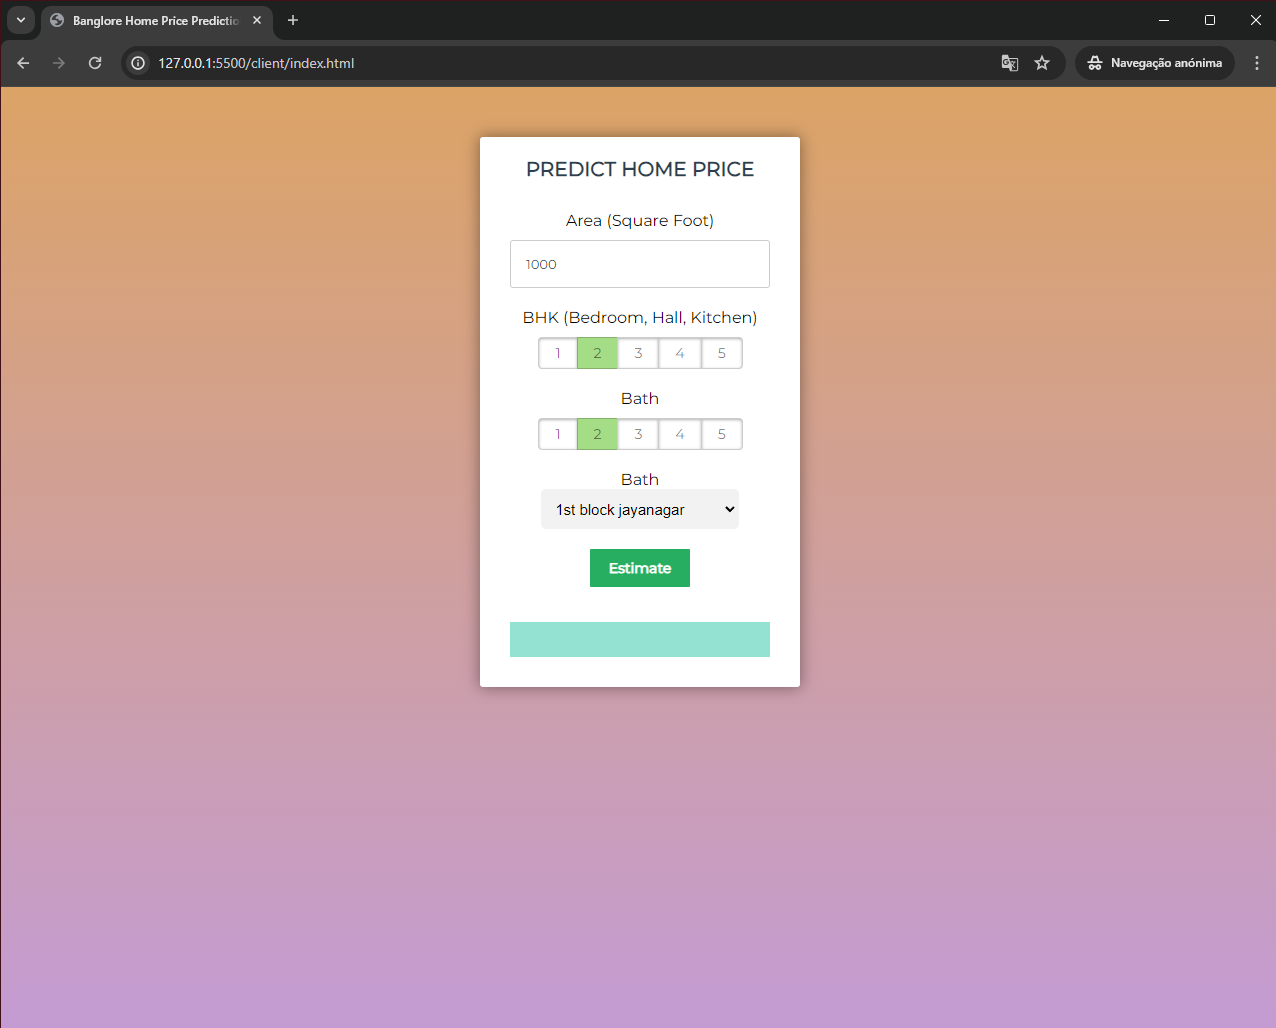 Banglore Home Price Predictio
127.0.0.1:5500/client/index.html
Navegação anónima
PREDICT HOME PRICE
Area (Square Foot)
1000
BHK (Bedroom, Hall, Kitchen)
1 2 3 4 5
Bath
1 2 3 4 5
Bath
1st block jayanagar
Estimate